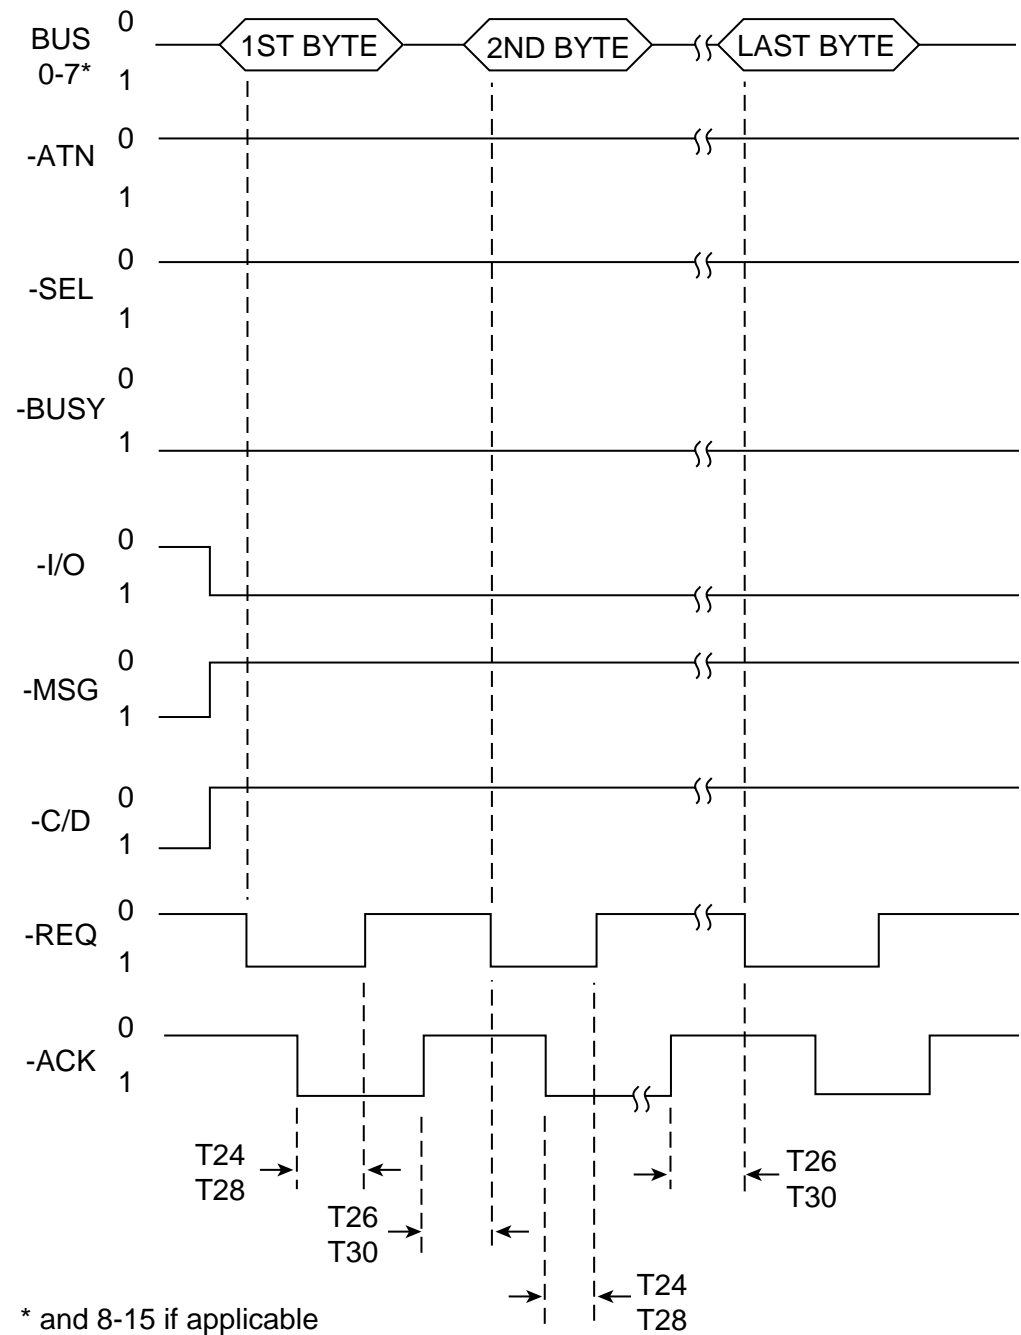 BUS
0-7*
0
1
1ST BYTE
2ND BYTE
LAST BYTE
-ATN
0
1
-SEL
0
1
-BUSY
0
1
-I/O
0
1
-MSG
0
1
-C/D
0
1
-REQ
0
1
-ACK
0
1
T24
T28
T26
T30
T26
T30
T24
T28
* and 8-15 if applicable